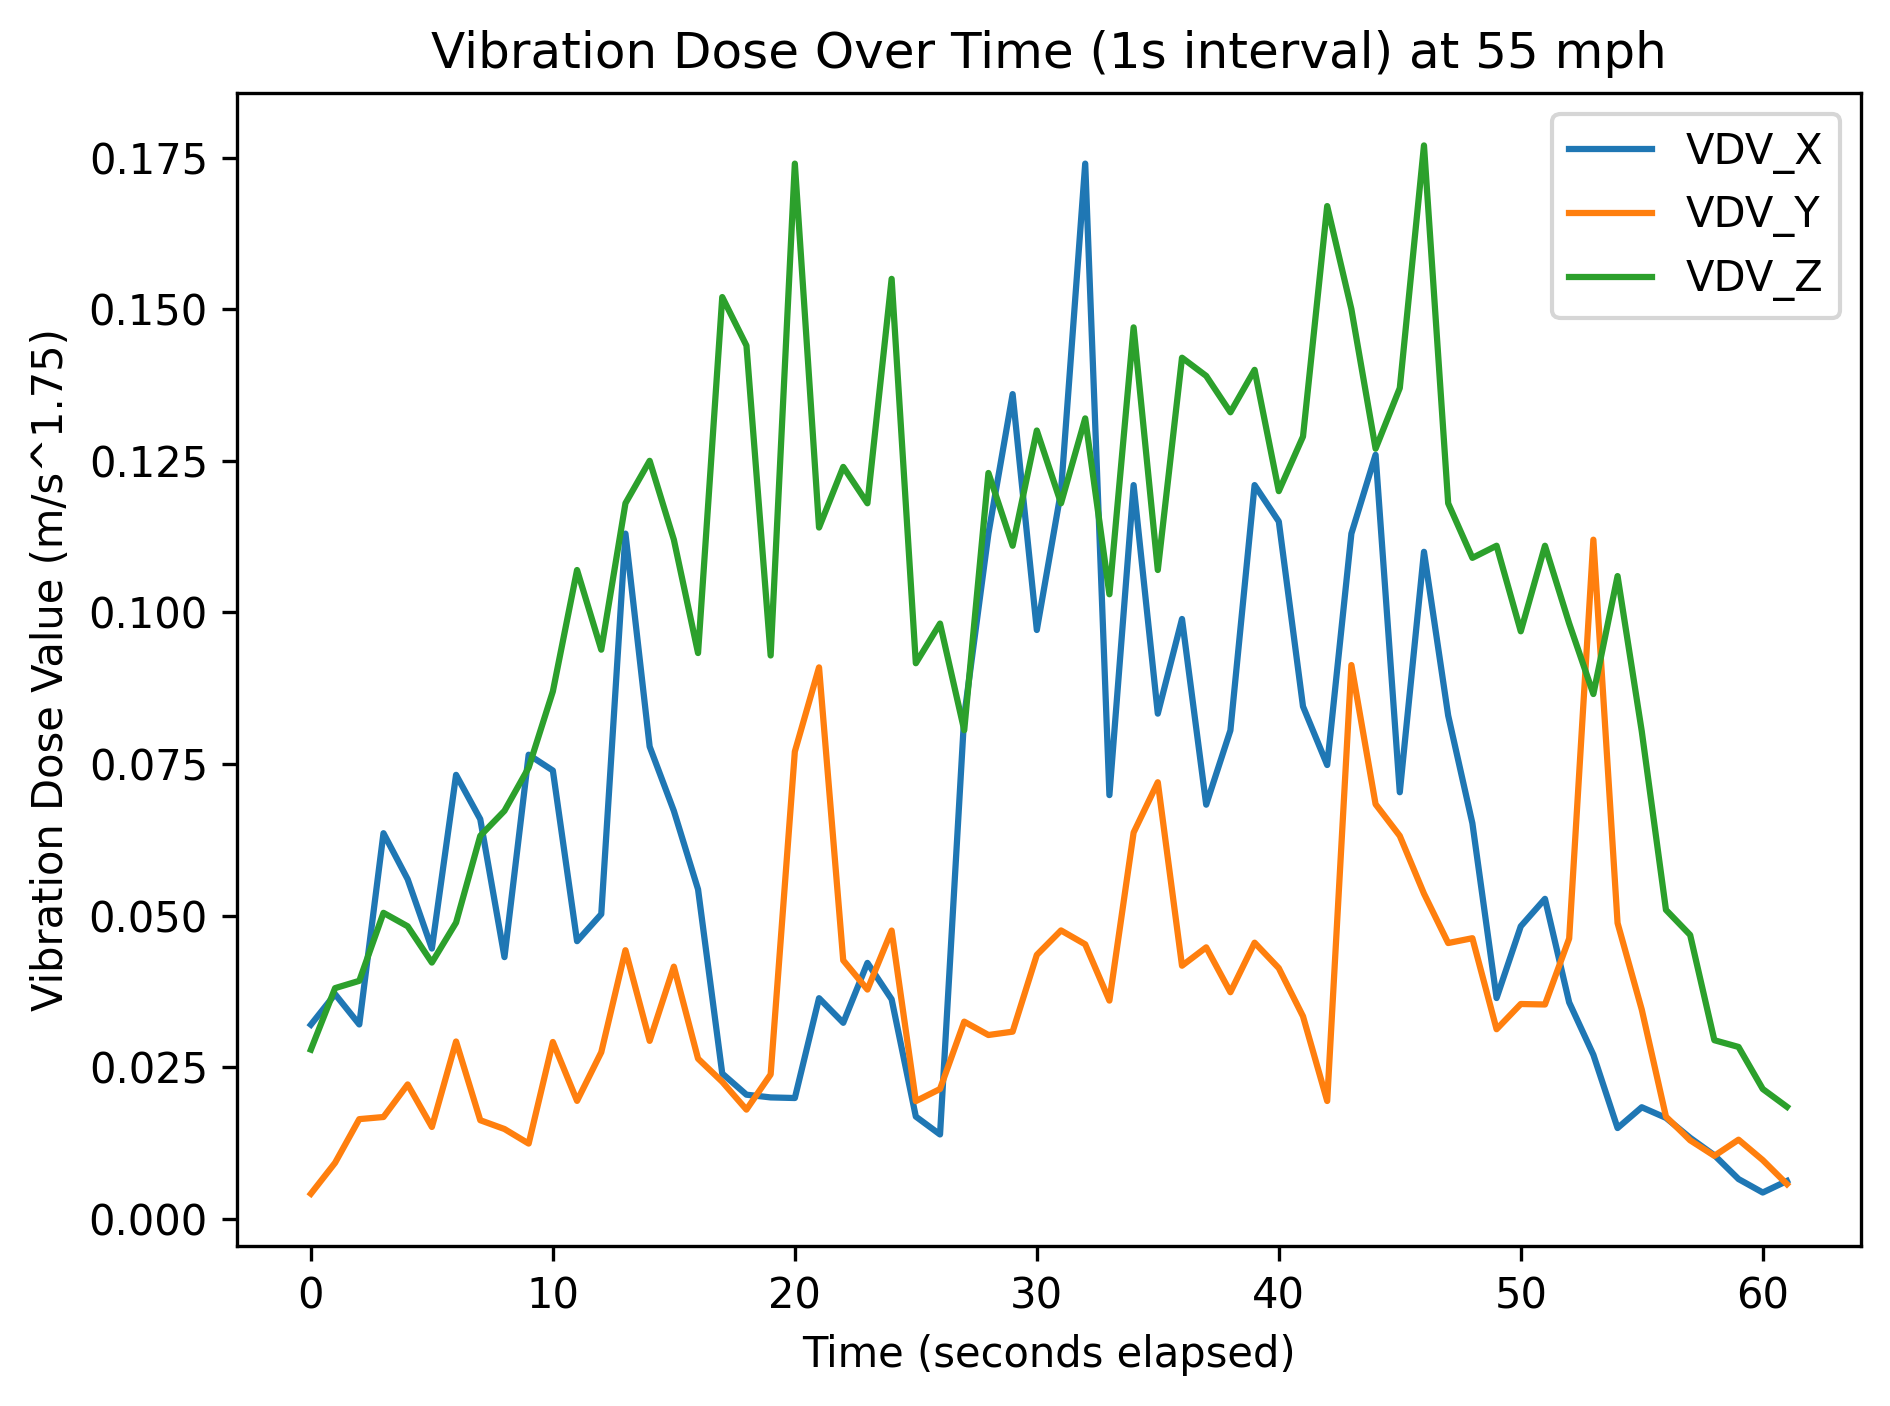 Vibration Dose Over Time (1s interval) at 55 mph
VDV_X
VDV_Y
VDV_Z
Vibration Dose Value (m/s^1.75)
0.175
0.150
0.125
0.100
0.075
0.050
0.025
0.000
0 10 20 30 40 50 60
Time (seconds elapsed)